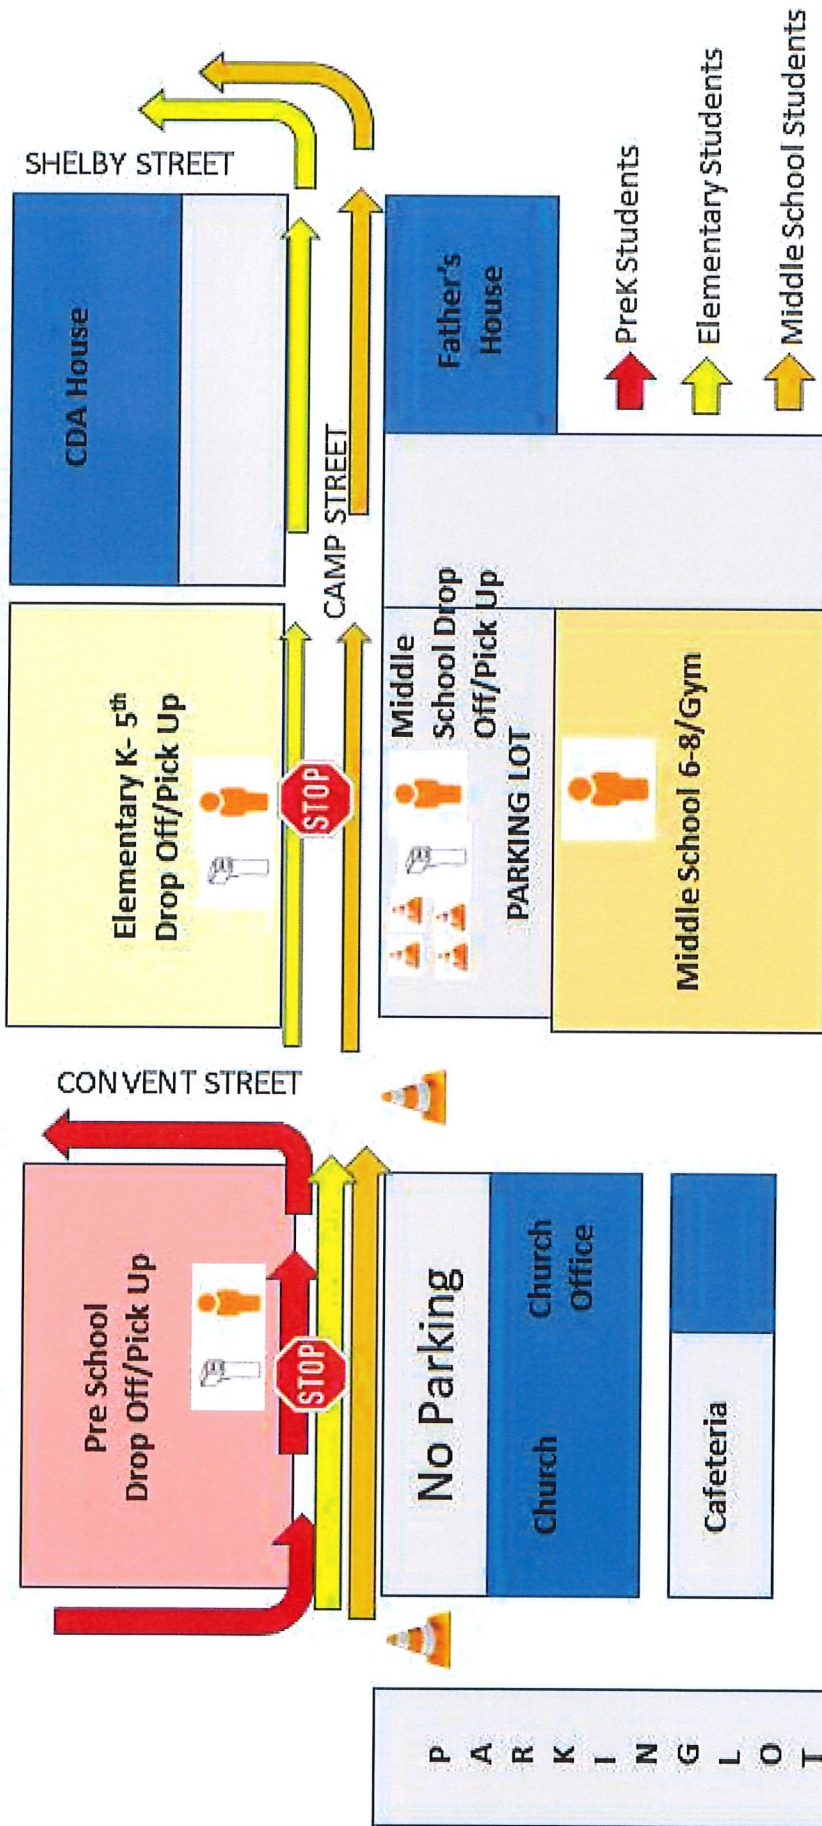 Pre School
Drop Off/Pick Up
STOP
No Parking
Church
Church
Office
Cafeteria
P
A
R
K
I
N
G
L
O
T
CONVENT STREET
Elementary K- 5th
Drop Off/Pick Up
STOP
Middle
School Drop
Off/Pick Up
PARKING LOT
Middle School 6-8/Gym
CAMP STREET
CDA House
SHELBY STREET
Father's
House
PreK Students
Elementary Students
Middle School Students